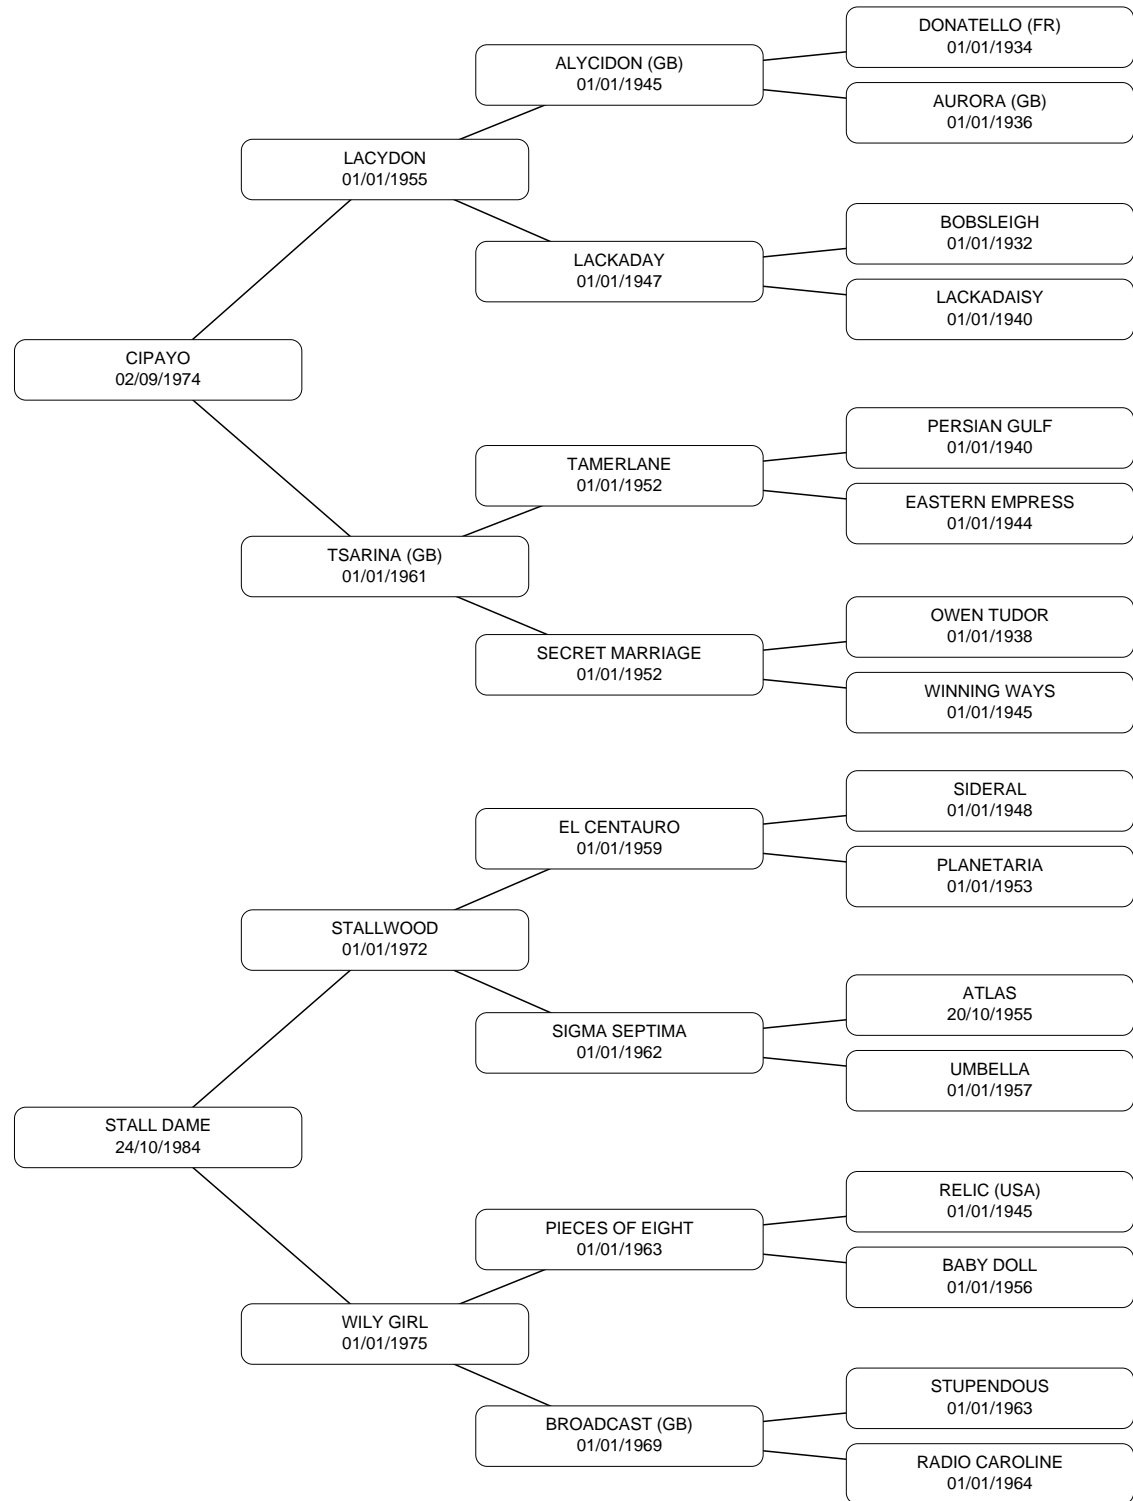 DONATELLO (FR)
01/01/1934
ALYCIDON (GB)
01/01/1945
AURORA (GB)
01/01/1936
LACYDON
01/01/1955
BOBSLEIGH
01/01/1932
LACKADAY
01/01/1947
LACKADAISY
01/01/1940
CIPAYO
02/09/1974
PERSIAN GULF
01/01/1940
TAMERLANE
01/01/1952
EASTERN EMPRESS
01/01/1944
TSARINA (GB)
01/01/1961
OWEN TUDOR
01/01/1938
SECRET MARRIAGE
01/01/1952
WINNING WAYS
01/01/1945
SIDERAL
01/01/1948
EL CENTAURO
01/01/1959
PLANETARIA
01/01/1953
STALLWOOD
01/01/1972
ATLAS
20/10/1955
SIGMA SEPTIMA
01/01/1962
UMBELLA
01/01/1957
STALL DAME
24/10/1984
RELIC (USA)
01/01/1945
PIECES OF EIGHT
01/01/1963
BABY DOLL
01/01/1956
WILY GIRL
01/01/1975
STUPENDOUS
01/01/1963
BROADCAST (GB)
01/01/1969
RADIO CAROLINE
01/01/1964